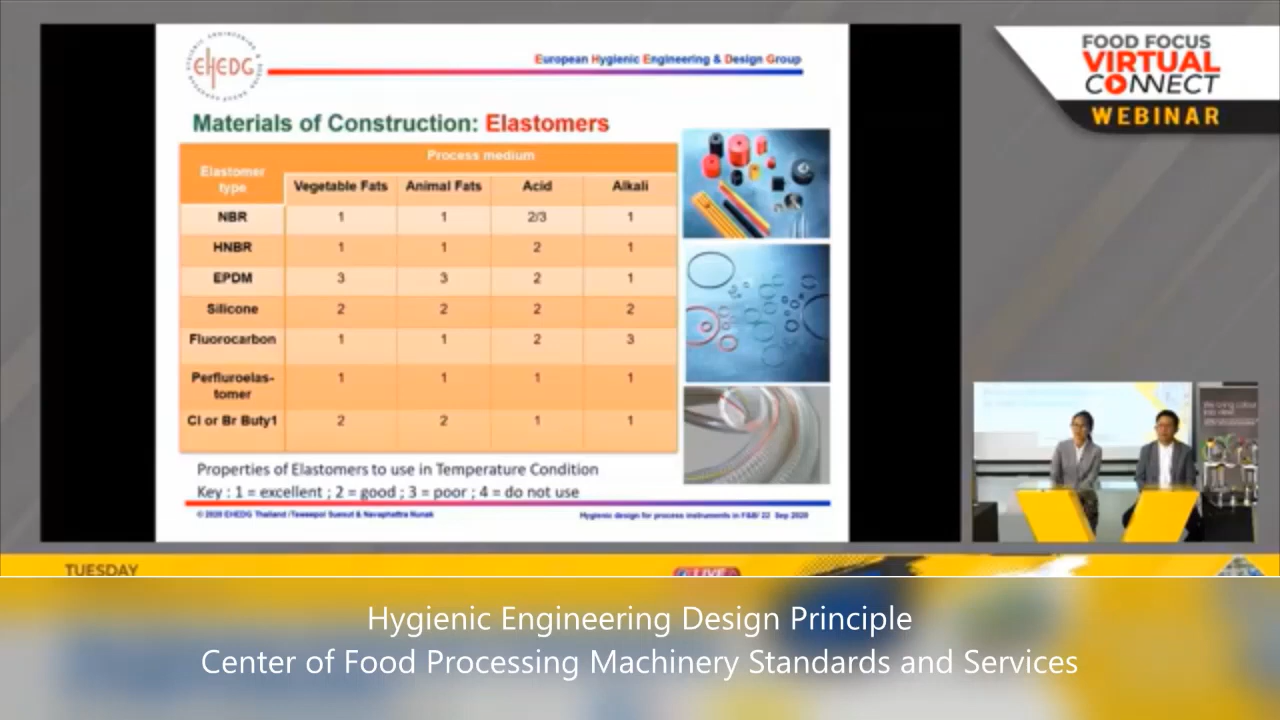 EHEDG
European Hygienic Engineering & Design Group
Materials of Construction: Elastomers
Elastomer type
Process medium
Vegetable Fats Animal Fats Acid Alkali
NBR 1 1 2/3 1
HNBR 1 1 2 1
EPDM 3 3 2 1
Silicone 2 2 2 2
Fluorocarbon 1 1 2 3
Perfluroelas-
tomer 1 1 1 1
Cl or Br Buty1 2 2 1 1
Properties of Elastomers to use in Temperature Condition
Key : 1 = excellent ; 2 = good ; 3 = poor ; 4 = do not use
© 2020 EHEDG Thailand /Taweepol Suesut & Navaphattra Nunak
Hygienic design for process instruments in F&B/ 22 Sep 2020
FOOD FOCUS
VIRTUAL
CONNECT
WEBINAR
TUESDAY
LIVE
Hygienic Engineering Design Principle
Center of Food Processing Machinery Standards and Services